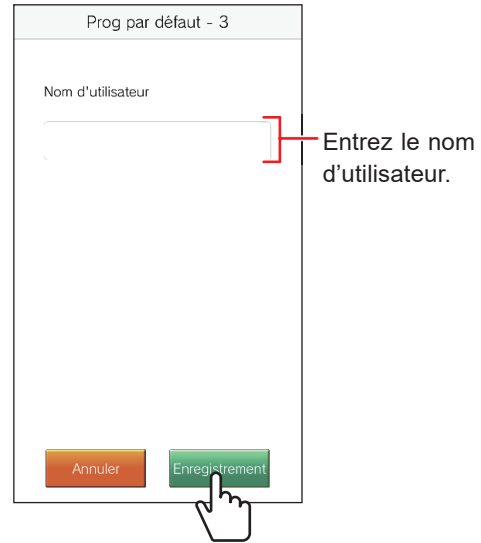 Prog par défaut - 3
Nom d'utilisateur
Entrez le nom
d’utilisateur.
Annuler
Enregistrement